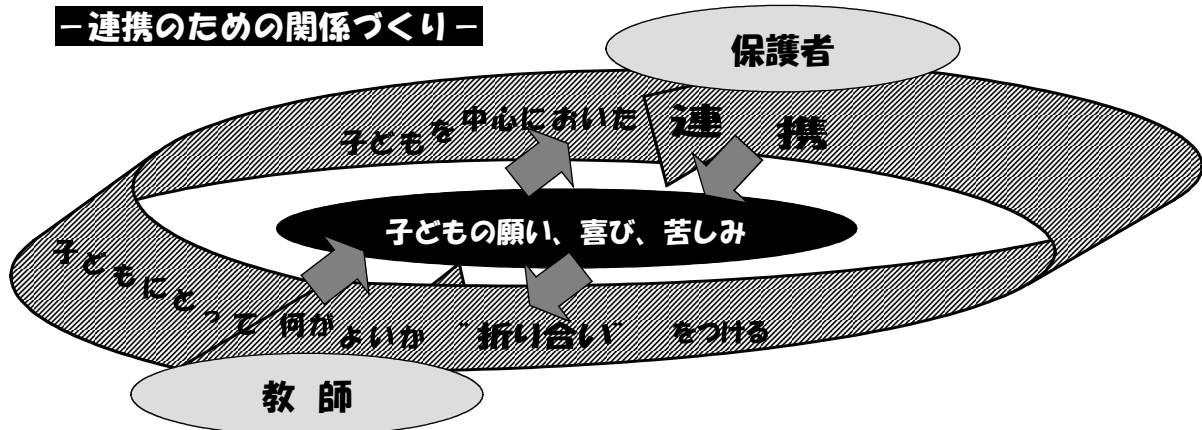 －連携のための関係づくり－
保護者
子どもを中心においた連携
子どもの願い、喜び、苦しみ
子どもにとって何がよいか“折り合い”をつける
教師